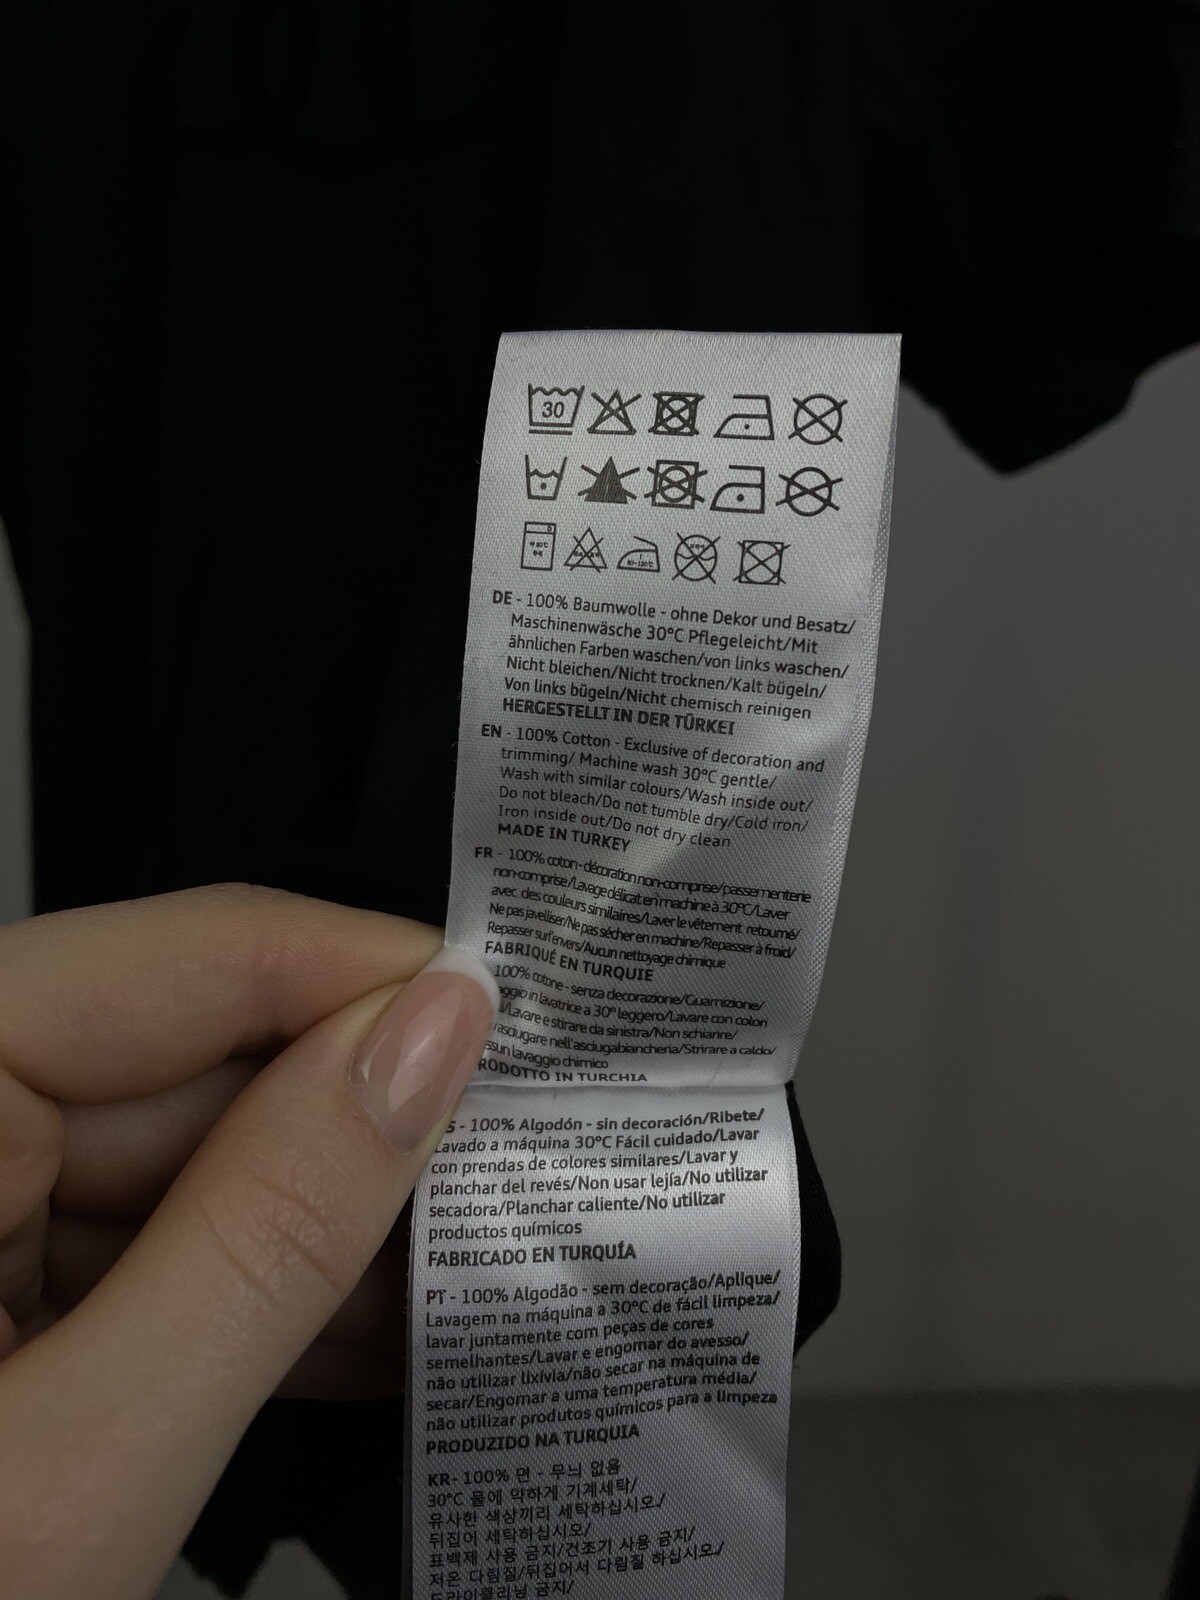 30
DE - 100% Baumwolle - ohne Dekor und Besatz/
Maschinenwäsche 30°C Pflegeleicht/Mit
ähnlichen Farben waschen/von links waschen/
Nicht bleichen/Nicht trocknen/Kalt bügeln/
Von links bügeln/Nicht chemisch reinigen
HERGESTELLT IN DER TÜRKEI
EN - 100% Cotton - Exclusive of decoration and
trimming/ Machine wash 30°C gentle/
Wash with similar colours/Wash inside out/
Do not bleach/Do not tumble dry/Cold iron/
Iron inside out/Do not dry clean
MADE IN TURKEY
FR - 100% coton - décoration non-comprise/passementerie
non-comprise/Lavage délicat en machine à 30°C/Laver
avec des couleurs similaires/Laver le vêtement retourné/
Ne pas javelliser/Ne pas sécher en machine/Repasser à froid/
Repasser sur l'envers/Aucun nettoyage chimique
FABRIQUÉ EN TURQUIE
100% cotone - senza decorazione/Guarnizione/
in lavatrice a 30° leggero/Lavare con colori
/Lavare e stirare da sinistra/Non schiarire/
asciugare nell'asciugabiancheria/Strirare a caldo/
lavaggio chimico
RODOTTO IN TURCHIA
S - 100% Algodón - sin decoración/Ribete/
Lavado a máquina 30°C Fácil cuidado/Lavar
con prendas de colores similares/Lavar y
planchar del revés/Non usar lejía/No utilizar
secadora/Planchar caliente/No utilizar
productos químicos
FABRICADO EN TURQUÍA
PT - 100% Algodão - sem decoração/Aplique/
Lavagem na máquina a 30°C de fácil limpeza/
lavar juntamente com peças de cores
semelhantes/Lavar e engomar do avesso/
não utilizar lixívia/não secar na máquina de
secar/Engomar a uma temperatura média/
não utilizar produtos químicos para a limpeza
PRODUZIDO NA TURQUIA
KR- 100% 면 - 무늬 없음
30°C 물에 약하게 기계세탁/
유사한 색상끼리 세탁하십시오/
뒤집어 세탁하십시오/
표백제 사용 금지/건조기 사용 금지/
저온 다림질/뒤집어서 다림질 하십시오/
드라이클리닝 금지/